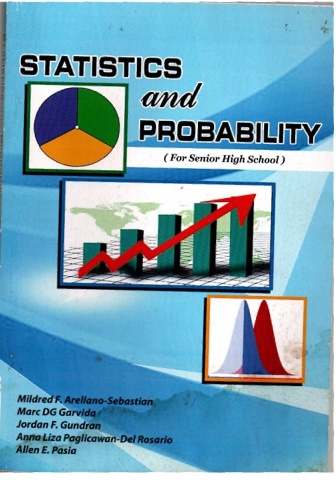 STATISTICS
and
PROBABILITY
( For Senior High School )
Mildred F. Arellano-Sebastian
Marc DG Garvida
Jordan F. Gundran
Anna Liza Paglicawan-Del Rosario
Allen E. Pasia